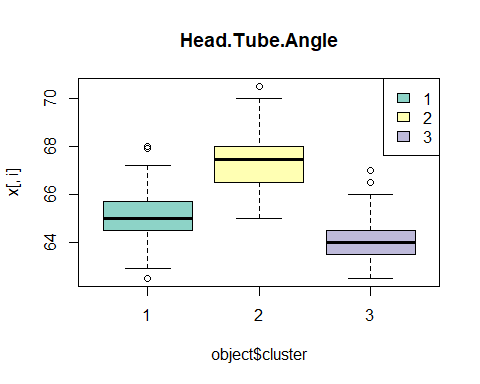 Head.Tube.Angle
1
2
3
x[, i]
70
68
66
64
1 2 3
object$cluster